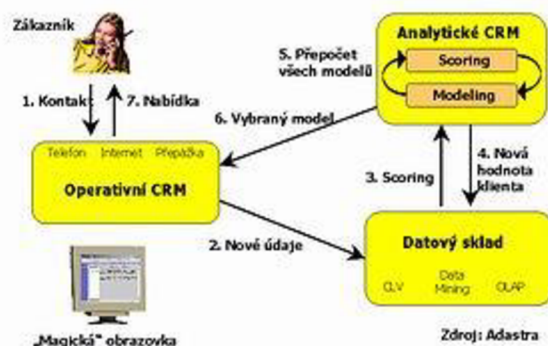 Zákazník
Analytické CRM
5. Přepočet
všech modelů
Scoring
Modeling
1. Kontakt
7. Nabídka
6. Vybraný model
Telefon Internet Přepážka
Operativní CRM
3. Scoring
4. Nová
hodnota
klienta
2. Nové údaje
Datový sklad
CLV
Data
Mining
OLAP
„Magická“ obrazovka
Zdroj: Adastra